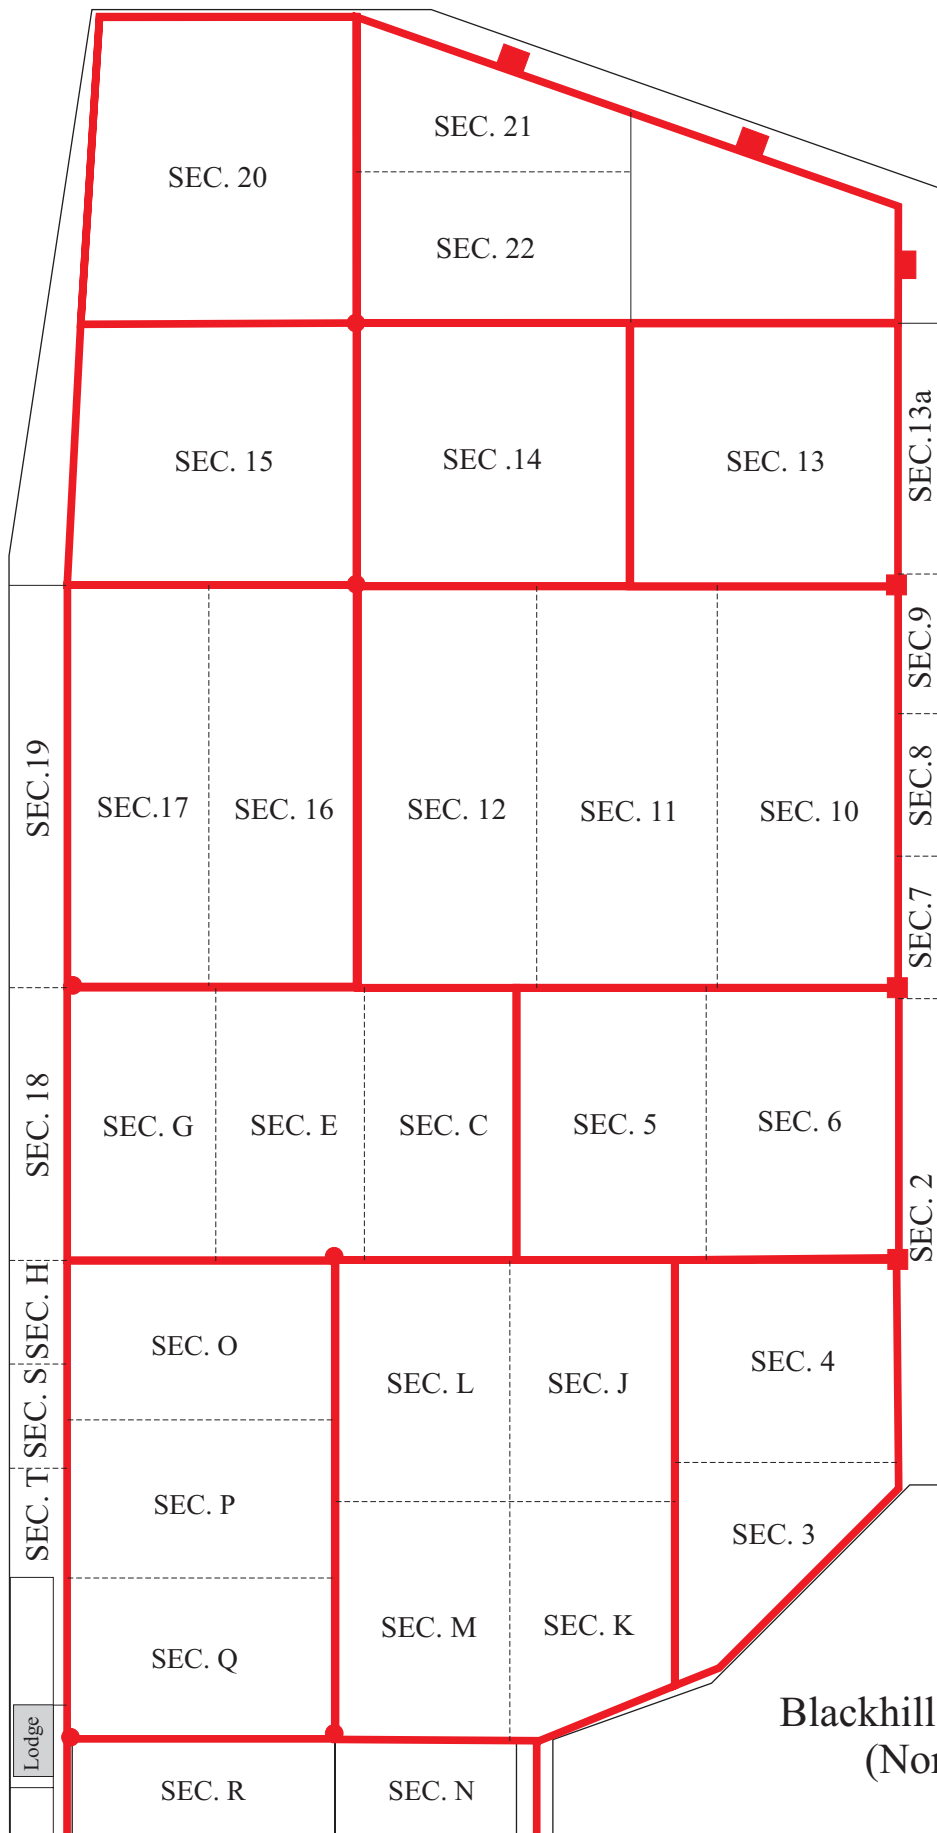 SEC. 21
SEC. 20
SEC. 22
SEC.13a
SEC. 15
SEC .14
SEC. 13
SEC.9
SEC.19
SEC.8
SEC.17
SEC. 16
SEC. 12
SEC. 11
SEC. 10
SEC.7
SEC. 18
SEC. G
SEC. E
SEC. C
SEC. 5
SEC. 6
SEC. 2
SEC. H
SEC. O
SEC. L
SEC. J
SEC. 4
SEC. S
SEC. T
SEC. P
SEC. 3
SEC. M
SEC. K
SEC. Q
Lodge
Blackhill
(Nor
SEC. R
SEC. N